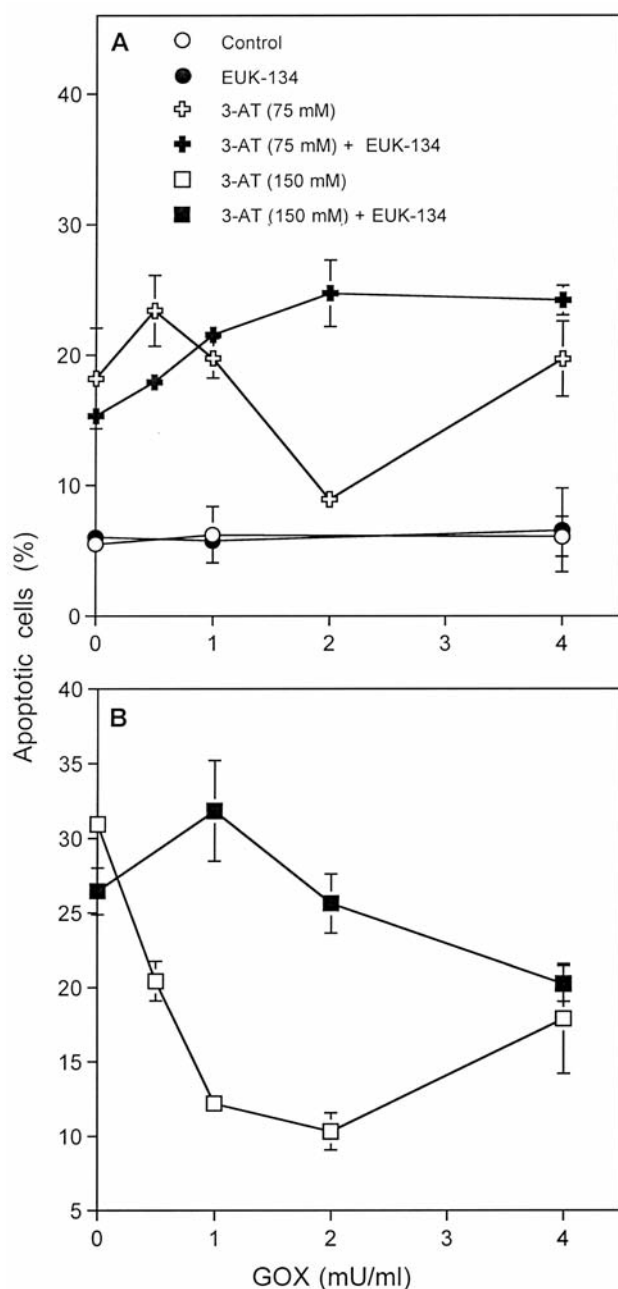 A
Control
EUK-134
3-AT (75 mM)
3-AT (75 mM) + EUK-134
3-AT (150 mM)
3-AT (150 mM) + EUK-134
40
30
20
10
0
0 1 2 3 4
Apoptotic cells (%)
B
40
35
30
25
20
15
10
5
0 1 2 3 4
GOX (mU/ml)